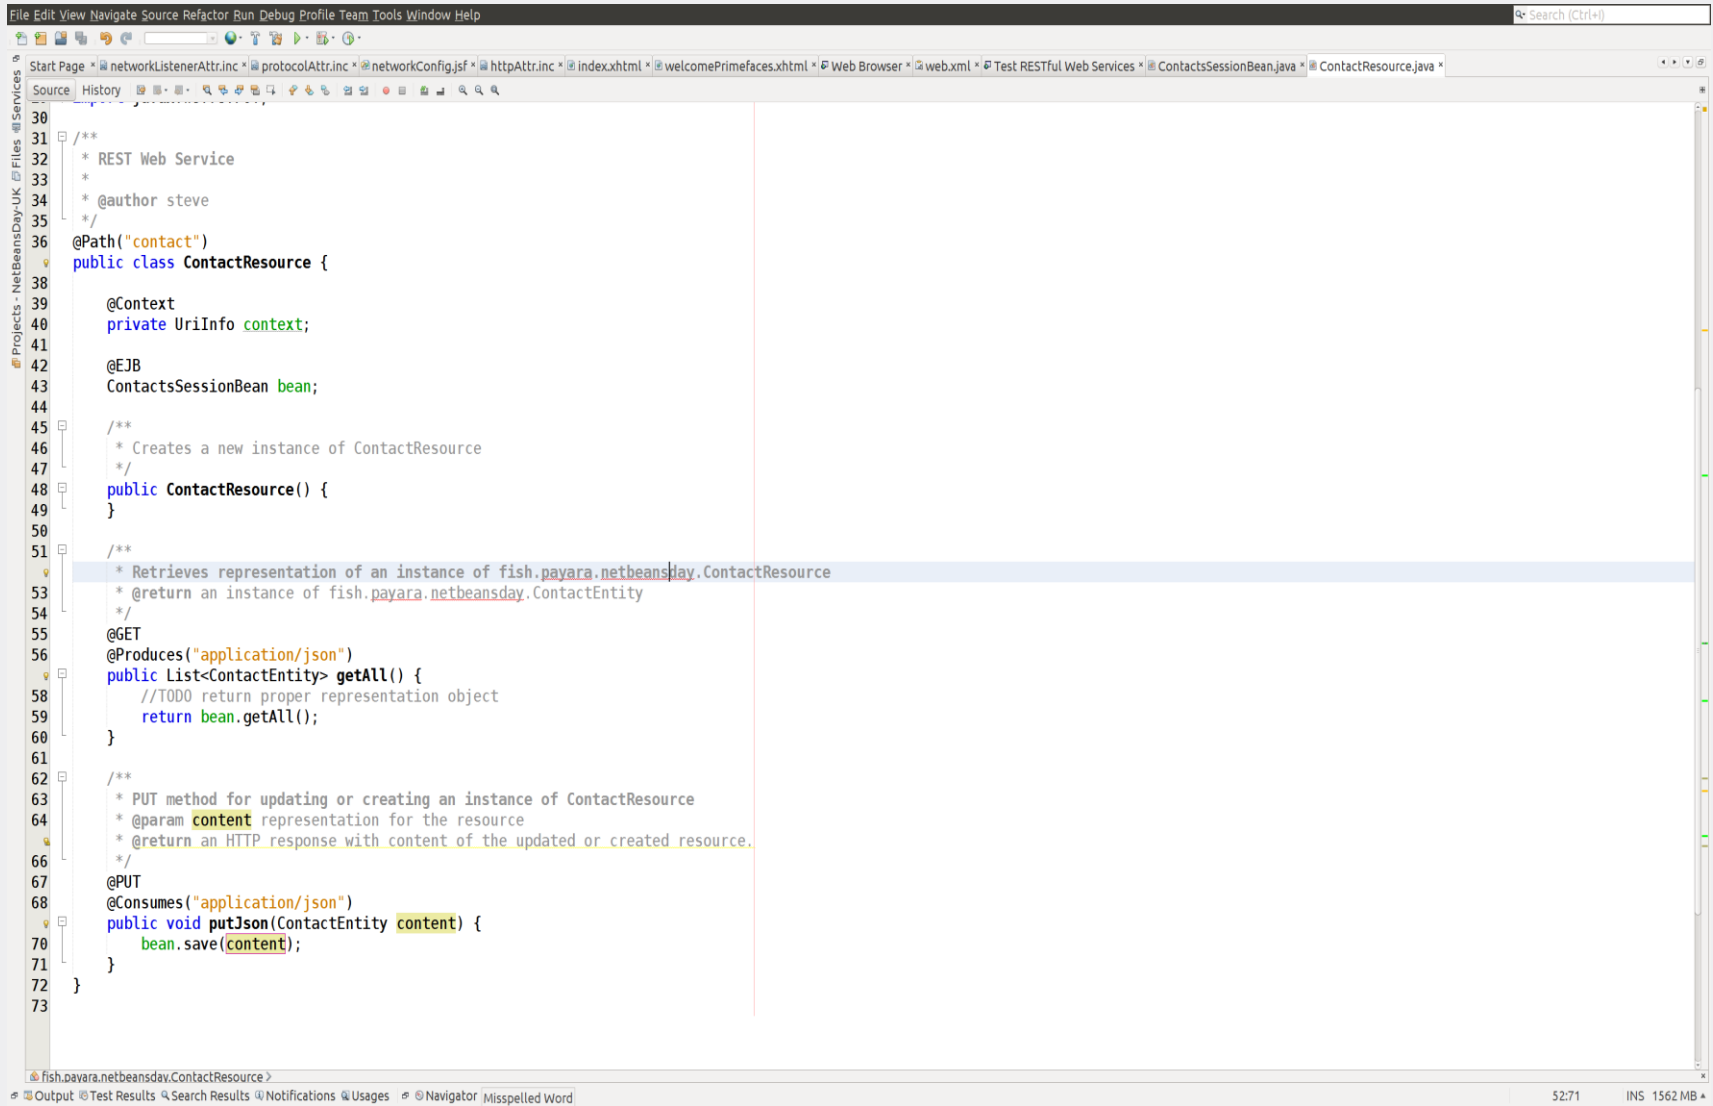 File Edit View Navigate Source Refactor Run Debug Profile Team Tools Window Help
Search (Ctrl+I)
Start Page networkListenerAttr.inc protocolAttr.inc networkConfig.jsf httpAttr.inc index.xhtml welcomePrimefaces.xhtml Web Browser web.xml Test RESTful Web Services ContactsSessionBean.java ContactResource.java
Source History
Services
Files
Projects - NetBeansDay-UK
30
31 /**
32 * REST Web Service
33 *
34 * @author steve
35 */
36 @Path("contact")
public class ContactResource {
38
39 @Context
40 private UriInfo context;
41
42 @EJB
43 ContactsSessionBean bean;
44
45 /**
46 * Creates a new instance of ContactResource
47 */
48 public ContactResource() {
49 }
50
51 /**
* Retrieves representation of an instance of fish.payara.netbeansday.ContactResource
53 * @return an instance of fish.payara.netbeansday.ContactEntity
54 */
55 @GET
56 @Produces("application/json")
public List<ContactEntity> getAll() {
58 //TODO return proper representation object
59 return bean.getAll();
60 }
61
62 /**
63 * PUT method for updating or creating an instance of ContactResource
64 * @param content representation for the resource
* @return an HTTP response with content of the updated or created resource.
66 */
67 @PUT
68 @Consumes("application/json")
public void putJson(ContactEntity content) {
70 bean.save(content);
71 }
72 }
73
fish.payara.netbeansday.ContactResource
Output Test Results Search Results Notifications Usages Navigator Misspelled Word
52:71 INS 1562 MB